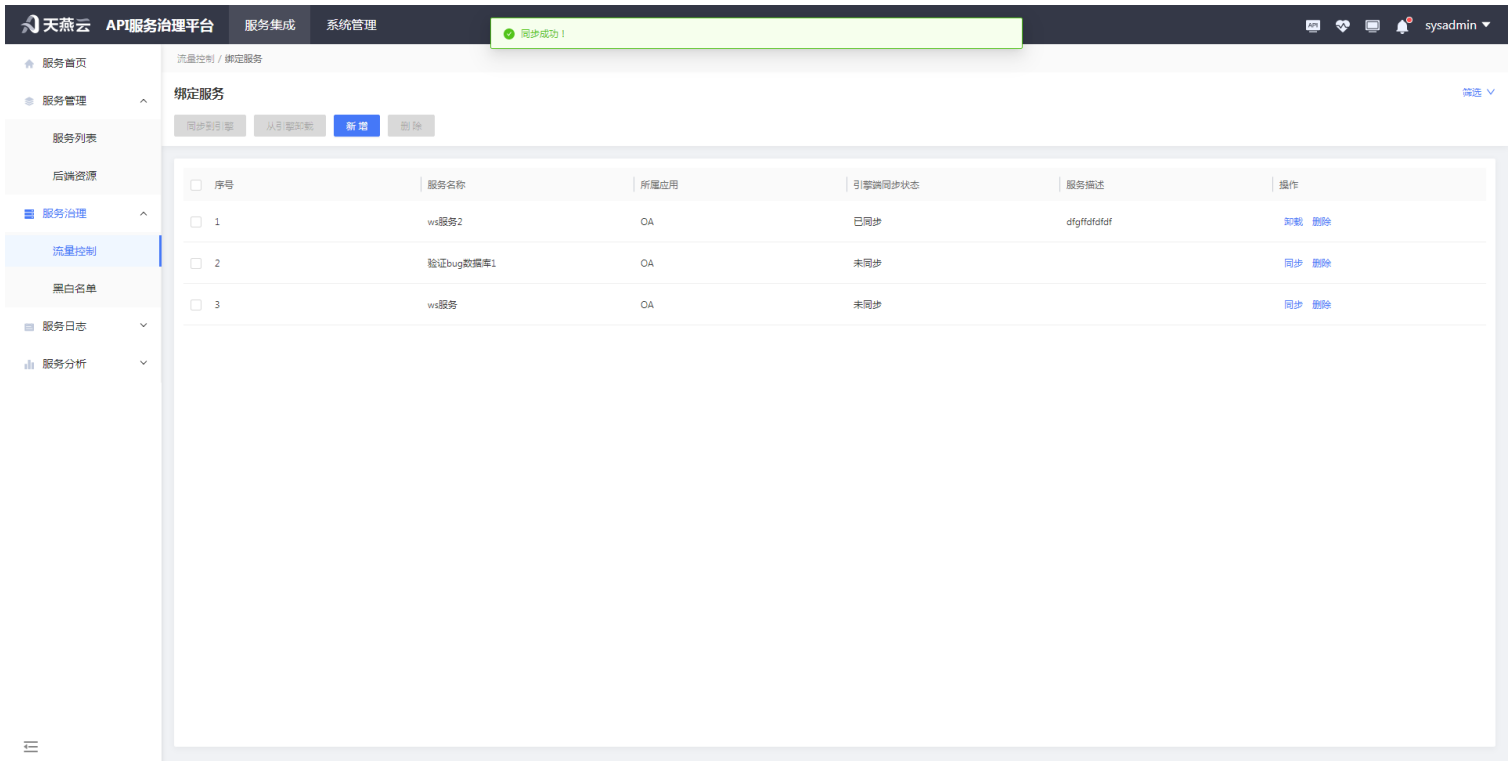 天燕云 API服务治理平台 服务集成 系统管理 同步成功！ API sysadmin
服务首页
服务管理
服务列表
后端资源
服务治理
流量控制
黑白名单
服务日志
服务分析
流量控制 / 绑定服务
绑定服务 筛选
同步到引擎 从引擎卸载 新 增 删 除
序号 服务名称 所属应用 引擎端同步状态 服务描述 操作
1 ws服务2 OA 已同步 dfgffdfdfdf 卸载 删除
2 验证bug数据库1 OA 未同步 同步 删除
3 ws服务 OA 未同步 同步 删除